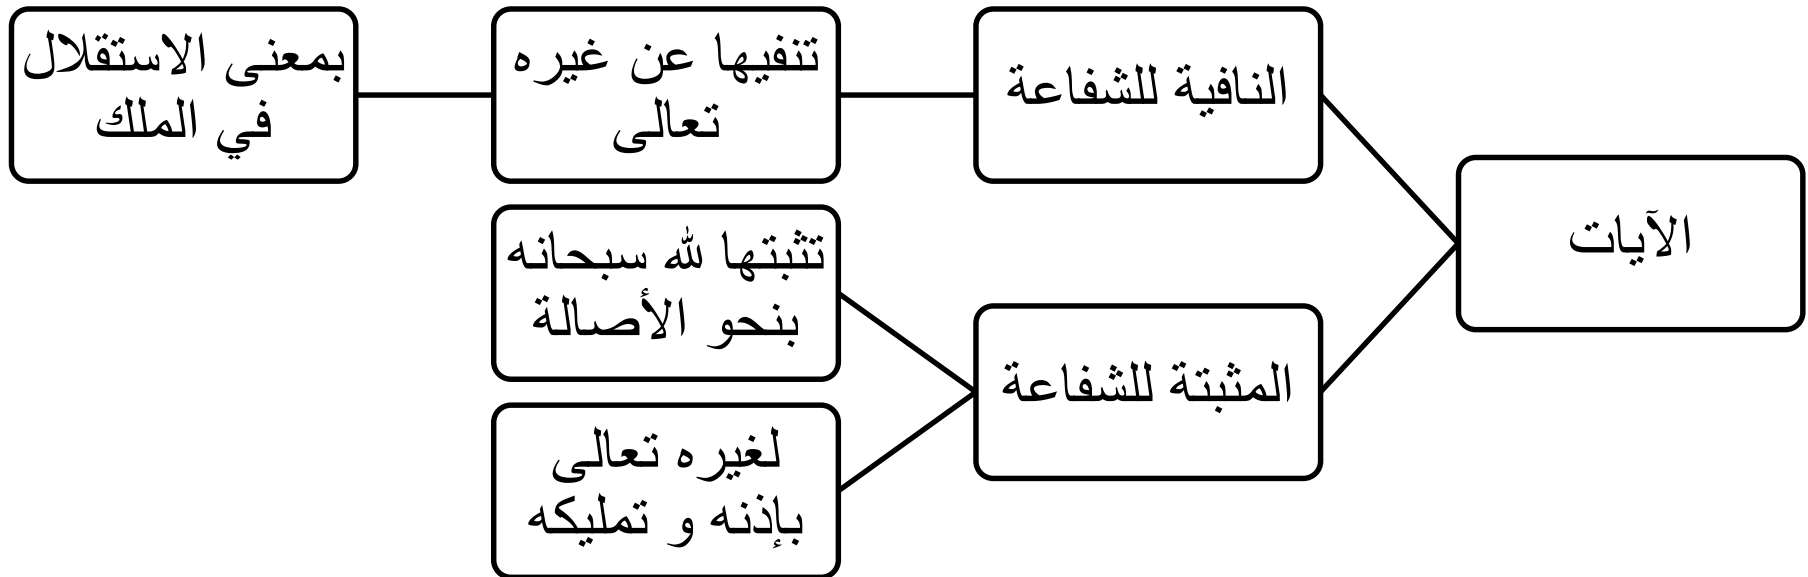 الآيات
النافية للشفاعة
تنفيها عن غيره
تعالى
بمعنى الاستقلال
في الملك
المثبتة للشفاعة
تثبتها لله سبحانه
بنحو الأصالة
لغيره تعالى
بإذنه و تمليكه